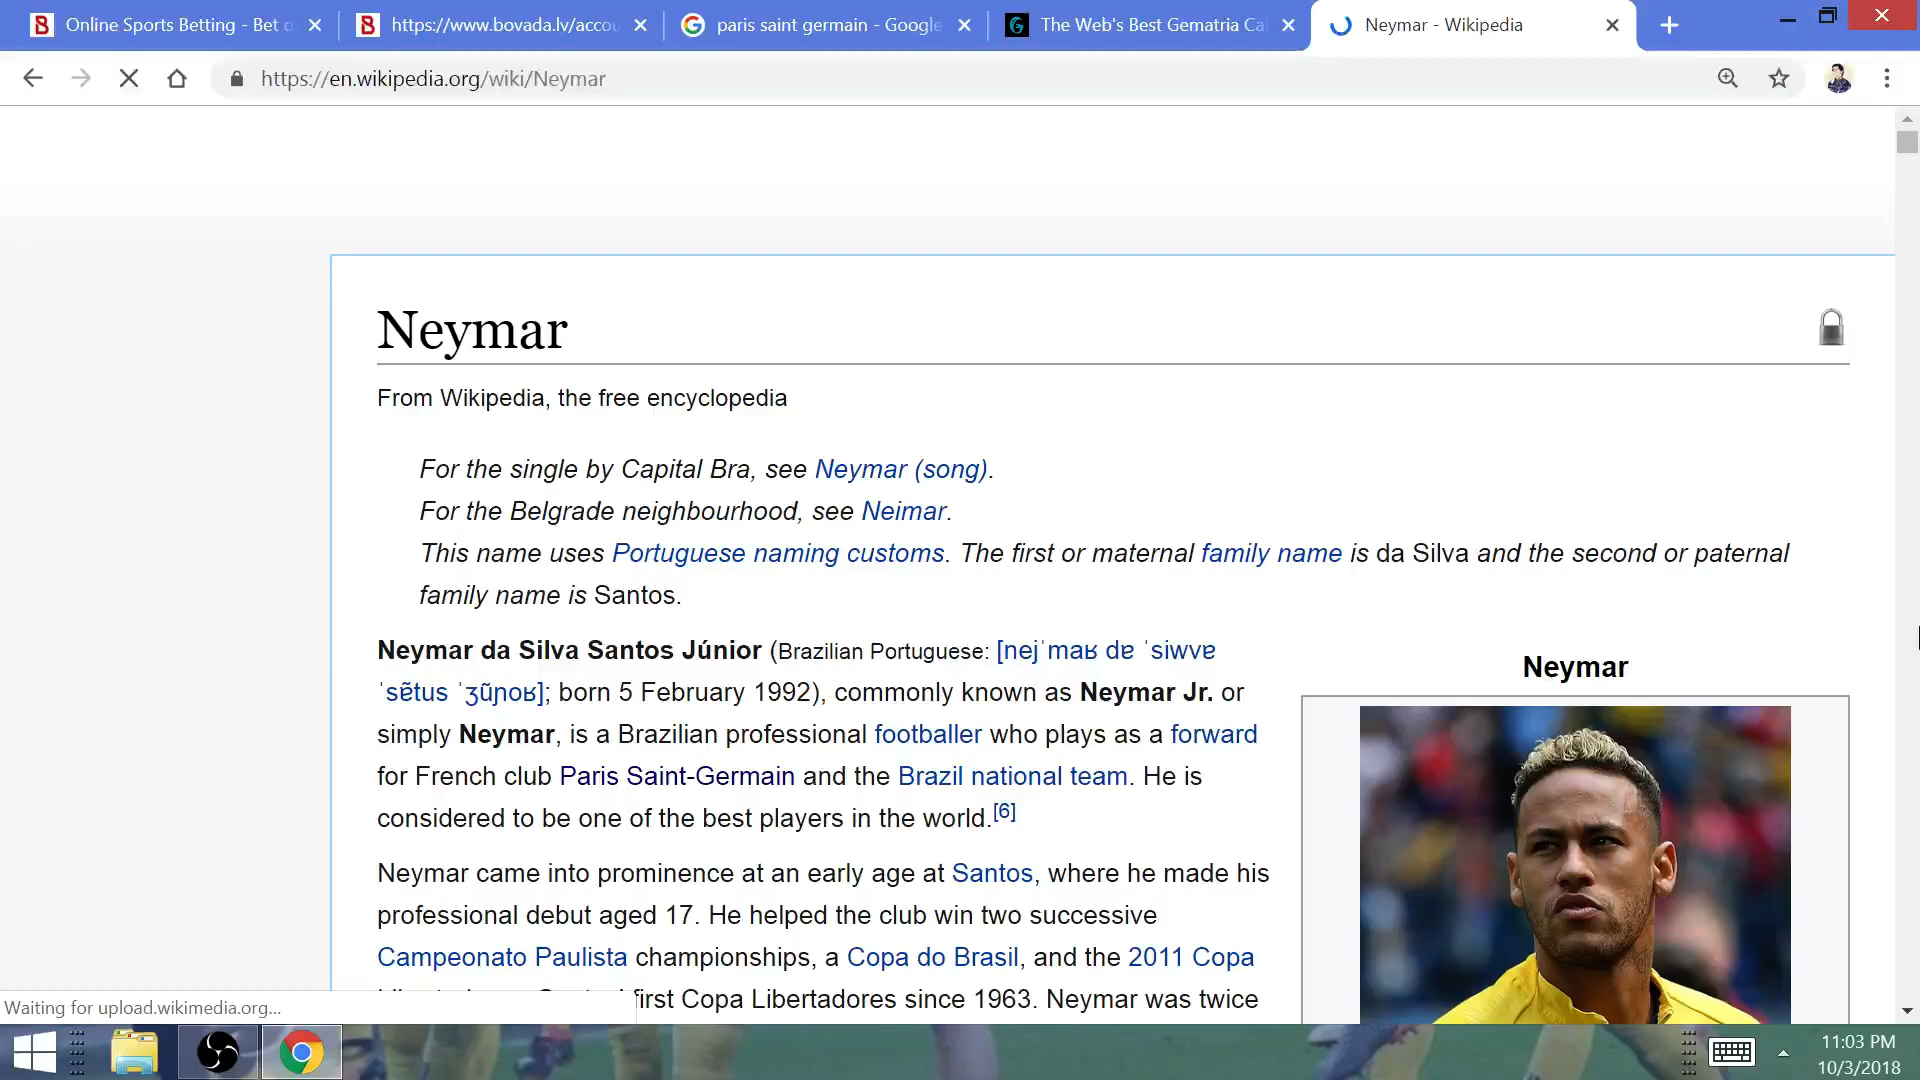 Online Sports Betting - Bet o
https://www.bovada.lv/accou
paris saint germain - Google
The Web's Best Gematria Cal
Neymar - Wikipedia
https://en.wikipedia.org/wiki/Neymar
Neymar
From Wikipedia, the free encyclopedia
For the single by Capital Bra, see Neymar (song).
For the Belgrade neighbourhood, see Neimar.
This name uses Portuguese naming customs. The first or maternal family name is da Silva and the second or paternal
family name is Santos.
Neymar da Silva Santos Júnior (Brazilian Portuguese: [nejˈmaʁ dɐ ˈsiwvɐ
ˈsɐ̃tus ˈʒũɲoʁ]; born 5 February 1992), commonly known as Neymar Jr. or
simply Neymar, is a Brazilian professional footballer who plays as a forward
for French club Paris Saint-Germain and the Brazil national team. He is
considered to be one of the best players in the world.[6]
Neymar came into prominence at an early age at Santos, where he made his
professional debut aged 17. He helped the club win two successive
Campeonato Paulista championships, a Copa do Brasil, and the 2011 Copa
first Copa Libertadores since 1963. Neymar was twice
Neymar
Waiting for upload.wikimedia.org...
11:03 PM
10/3/2018